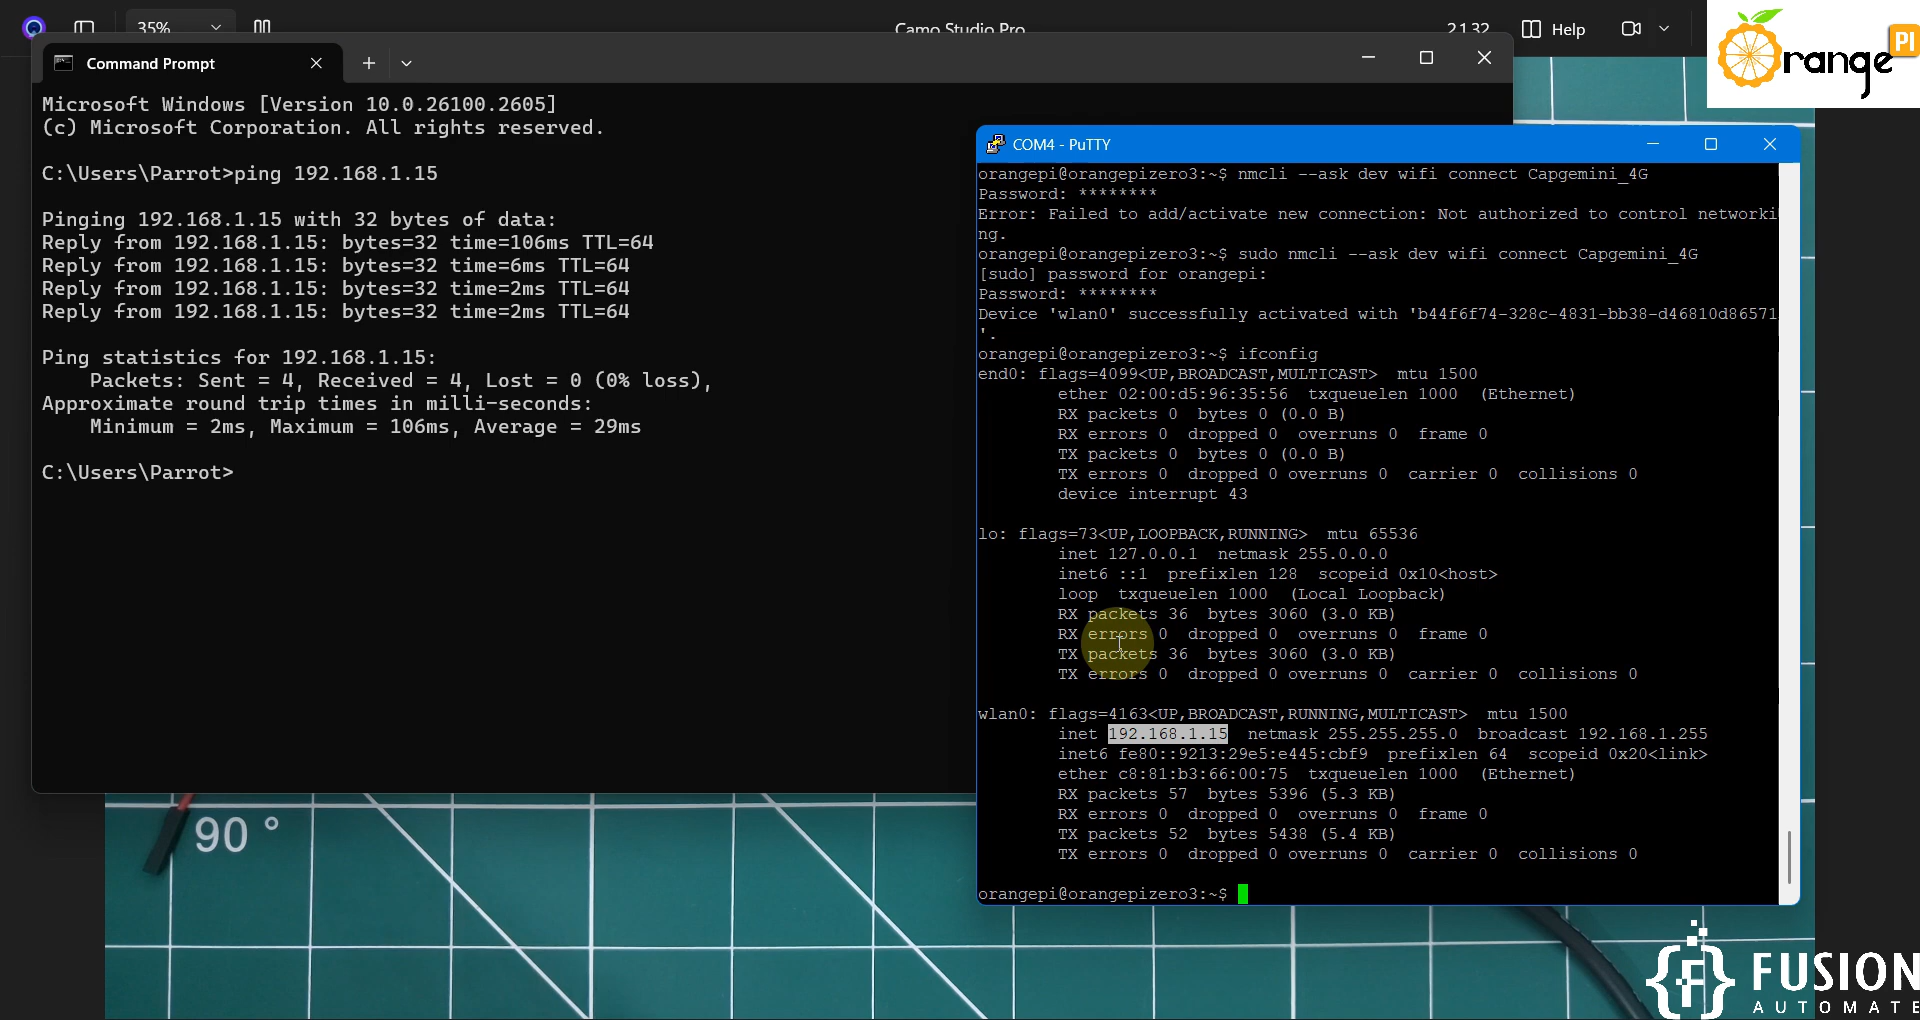 35%
Camo Studio Pro
21.32
Help
Orange
PI
Command Prompt
Microsoft Windows [Version 10.0.26100.2605]
(c) Microsoft Corporation. All rights reserved.
C:\Users\Parrot>ping 192.168.1.15
Pinging 192.168.1.15 with 32 bytes of data:
Reply from 192.168.1.15: bytes=32 time=106ms TTL=64
Reply from 192.168.1.15: bytes=32 time=6ms TTL=64
Reply from 192.168.1.15: bytes=32 time=2ms TTL=64
Reply from 192.168.1.15: bytes=32 time=2ms TTL=64
Ping statistics for 192.168.1.15:
Packets: Sent = 4, Received = 4, Lost = 0 (0% loss),
Approximate round trip times in milli-seconds:
Minimum = 2ms, Maximum = 106ms, Average = 29ms
C:\Users\Parrot>
COM4 - PuTTY
orangepi@orangepizero3:~$ nmcli --ask dev wifi connect Capgemini_4G
Password: ********
Error: Failed to add/activate new connection: Not authorized to control networki
ng.
orangepi@orangepizero3:~$ sudo nmcli --ask dev wifi connect Capgemini_4G
[sudo] password for orangepi:
Password: ********
Device 'wlan0' successfully activated with 'b44f6f74-328c-4831-bb38-d46810d86571
'.
orangepi@orangepizero3:~$ ifconfig
end0: flags=4099<UP,BROADCAST,MULTICAST>  mtu 1500
ether 02:00:d5:96:35:56  txqueuelen 1000  (Ethernet)
RX packets 0  bytes 0 (0.0 B)
RX errors 0  dropped 0  overruns 0  frame 0
TX packets 0  bytes 0 (0.0 B)
TX errors 0  dropped 0 overruns 0  carrier 0  collisions 0
device interrupt 43
lo: flags=73<UP,LOOPBACK,RUNNING>  mtu 65536
inet 127.0.0.1  netmask 255.0.0.0
inet6 ::1  prefixlen 128  scopeid 0x10<host>
loop  txqueuelen 1000  (Local Loopback)
RX packets 36  bytes 3060 (3.0 KB)
RX errors 0  dropped 0  overruns 0  frame 0
TX packets 36  bytes 3060 (3.0 KB)
TX errors 0  dropped 0 overruns 0  carrier 0  collisions 0
wlan0: flags=4163<UP,BROADCAST,RUNNING,MULTICAST>  mtu 1500
inet 192.168.1.15  netmask 255.255.255.0  broadcast 192.168.1.255
inet6 fe80::9213:29e5:e445:cbf9  prefixlen 64  scopeid 0x20<link>
ether c8:81:b3:66:00:75  txqueuelen 1000  (Ethernet)
RX packets 57  bytes 5396 (5.3 KB)
RX errors 0  dropped 0  overruns 0  frame 0
TX packets 52  bytes 5438 (5.4 KB)
TX errors 0  dropped 0 overruns 0  carrier 0  collisions 0
orangepi@orangepizero3:~$
90 °
FUSION
AUTOMATE